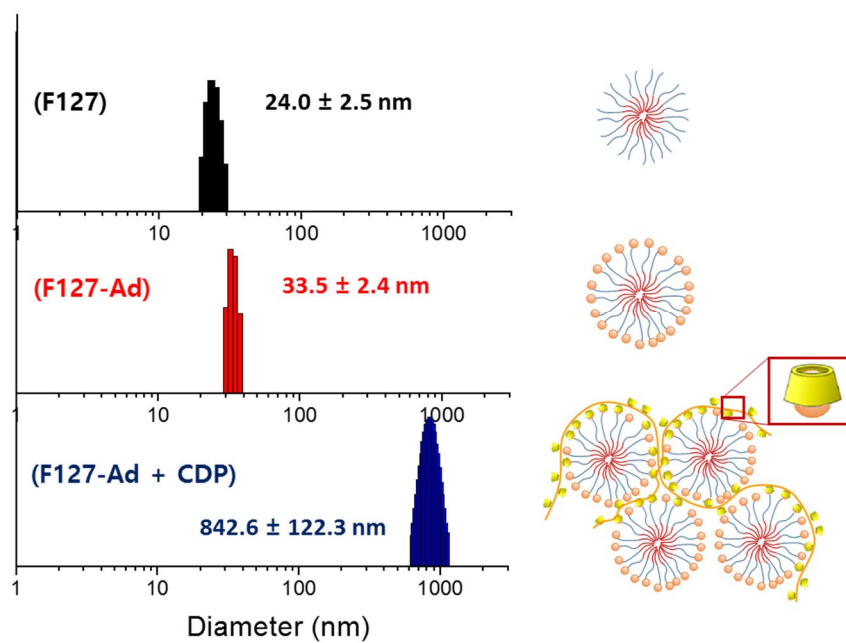 (F127)
24.0 ± 2.5 nm
1 10 100 1000
(F127-Ad)
33.5 ± 2.4 nm
1 10 100 1000
(F127-Ad + CDP)
842.6 ± 122.3 nm
1 10 100 1000
Diameter (nm)